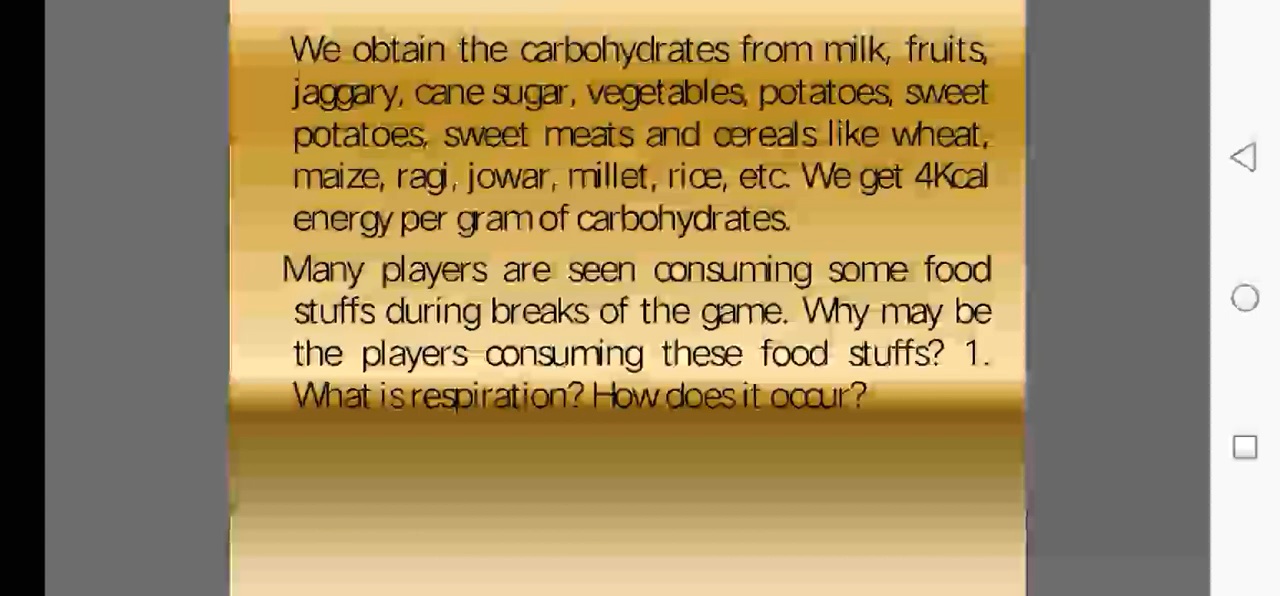 We obtain the carbohydrates from milk, fruits,
jaggary, cane sugar, vegetables, potatoes, sweet
potatoes, sweet meats and cereals like wheat,
maize, ragi, jowar, millet, rice, etc. We get 4Kcal
energy per gram of carbohydrates.
Many players are seen consuming some food
stuffs during breaks of the game. Why may be
the players consuming these food stuffs? 1.
What is respiration? How does it occur?